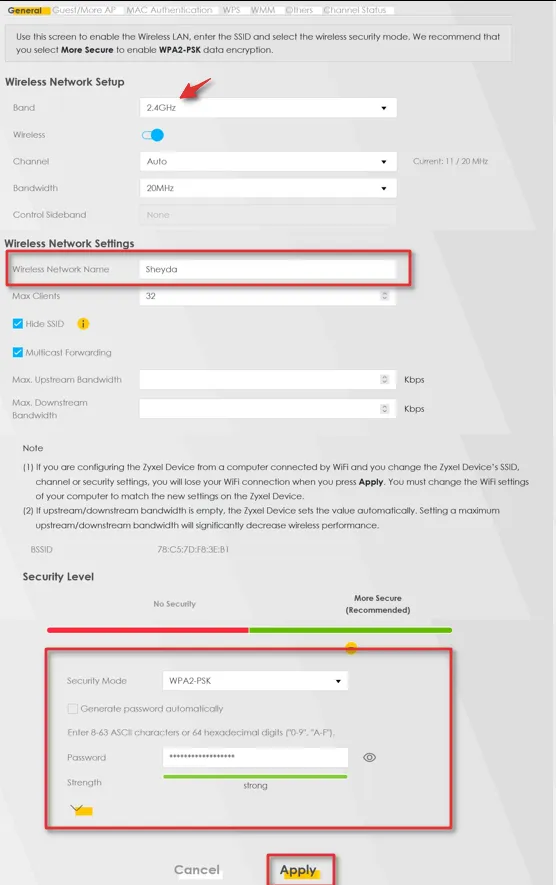 General Guest/More AP MAC Authentication WPS WMM Others Channel Status
Use this screen to enable the Wireless LAN, enter the SSID and select the wireless security mode. We recommend that
you select More Secure to enable WPA2-PSK data encryption.
Wireless Network Setup
Band 2.4GHz
Wireless
Channel Auto Current: 11 / 20 MHz
Bandwidth 20MHz
Control Sideband None
Wireless Network Settings
Wireless Network Name Sheyda
Max Clients 32
Hide SSID i
Multicast Forwarding
Max. Upstream Bandwidth Kbps
Max. Downstream
Bandwidth Kbps
Note
(1) If you are configuring the Zyxel Device from a computer connected by WiFi and you change the Zyxel Device's SSID,
channel or security settings, you will lose your WiFi connection when you press Apply. You must change the WiFi settings
of your computer to match the new settings on the Zyxel Device.
(2) If upstream/downstream bandwidth is empty, the Zyxel Device sets the value automatically. Setting a maximum
upstream/downstream bandwidth will significantly decrease wireless performance.
BSSID 78:C5:7D:F8:3E:B1
Security Level
No Security
More Secure
(Recommended)
Security Mode WPA2-PSK
Generate password automatically
Enter 8-63 ASCII characters or 64 hexadecimal digits ("0-9", "A-F").
Password ******************
Strength
strong
Cancel Apply